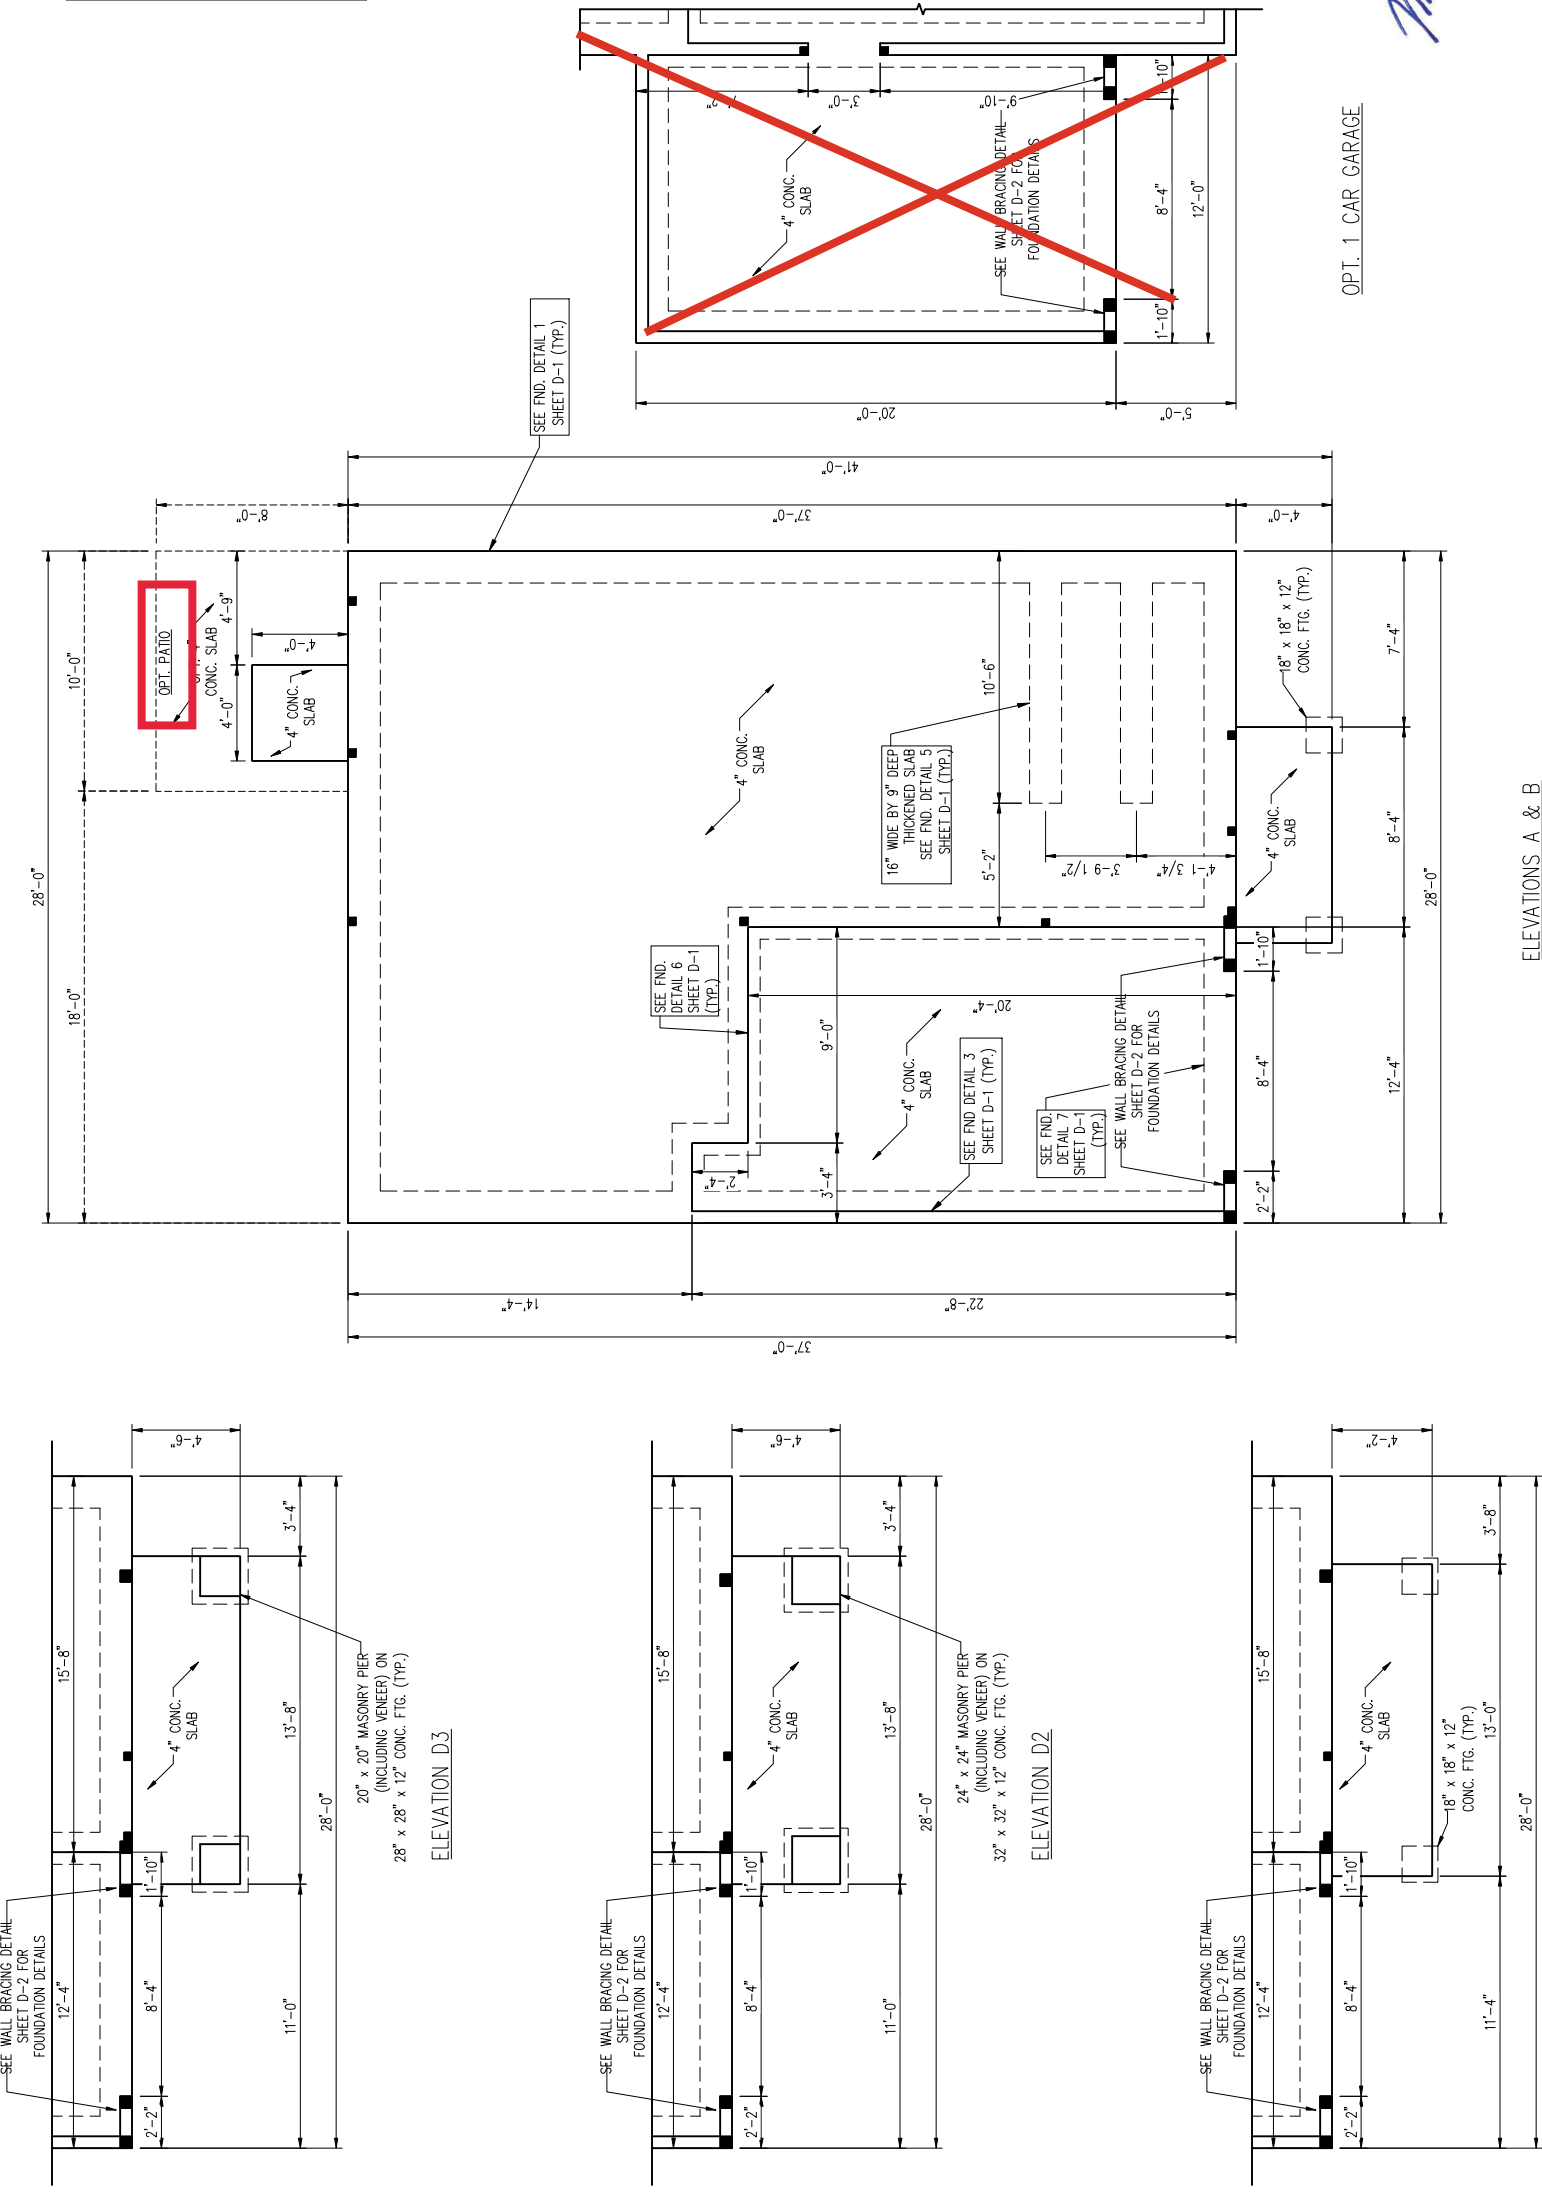 7'-2"
3'-0"
9'-10"
1'-10"
4" CONC.
SLAB
SEE WALL BRACING DETAIL
SHEET D-2 FOR
FOUNDATION DETAILS
8'-4"
12'-0"
1'-10"
20'-0"
5'-0"
OPT. 1 CAR GARAGE
SEE FND. DETAIL 1
SHEET D-1 (TYP.)
41'-0"
8'-0"
37'-0"
4'-0"
28'-0"
10'-0"
18'-0"
OPT. PATIO
CONC. SLAB
4'-9"
4'-0"
4'-0"
4" CONC.
SLAB
10'-6"
4" CONC.
SLAB
16" WIDE BY 9" DEEP
THICKENED SLAB
SEE FND. DETAIL 5
SHEET D-1 (TYP.)
5'-2"
3'-9 1/2"
4'-1 3/4"
18" x 18" x 12"
CONC. FTG. (TYP.)
7'-4"
4" CONC.
SLAB
8'-4"
28'-0"
SEE FND.
DETAIL 6
SHEET D-1
(TYP.)
9'-0"
20'-4"
1'-10"
4" CONC.
SLAB
SEE FND DETAIL 3
SHEET D-1 (TYP.)
SEE FND.
DETAIL 7
SHEET D-1
(TYP.)
SEE WALL BRACING DETAIL
SHEET D-2 FOR
FOUNDATION DETAILS
8'-4"
12'-4"
2'-4"
3'-4"
2'-2"
14'-4"
22'-8"
37'-0"
ELEVATIONS A & B
4'-6"
3'-4"
15'-8"
4" CONC.
SLAB
13'-8"
28'-0"
20" x 20" MASONRY PIER
(INCLUDING VENEER) ON
28" x 28" x 12" CONC. FTG. (TYP.)
1'-10"
SEE WALL BRACING DETAIL
SHEET D-2 FOR
FOUNDATION DETAILS
12'-4"
8'-4"
11'-0"
2'-2"
ELEVATION D3
4'-6"
3'-4"
15'-8"
4" CONC.
SLAB
13'-8"
28'-0"
24" x 24" MASONRY PIER
(INCLUDING VENEER) ON
32" x 32" x 12" CONC. FTG. (TYP.)
1'-10"
SEE WALL BRACING DETAIL
SHEET D-2 FOR
FOUNDATION DETAILS
12'-4"
8'-4"
11'-0"
2'-2"
ELEVATION D2
4'-2"
3'-8"
15'-8"
4" CONC.
SLAB
18" x 18" x 12"
CONC. FTG. (TYP.)
13'-0"
28'-0"
1'-10"
SEE WALL BRACING DETAIL
SHEET D-2 FOR
FOUNDATION DETAILS
12'-4"
8'-4"
11'-4"
2'-2"